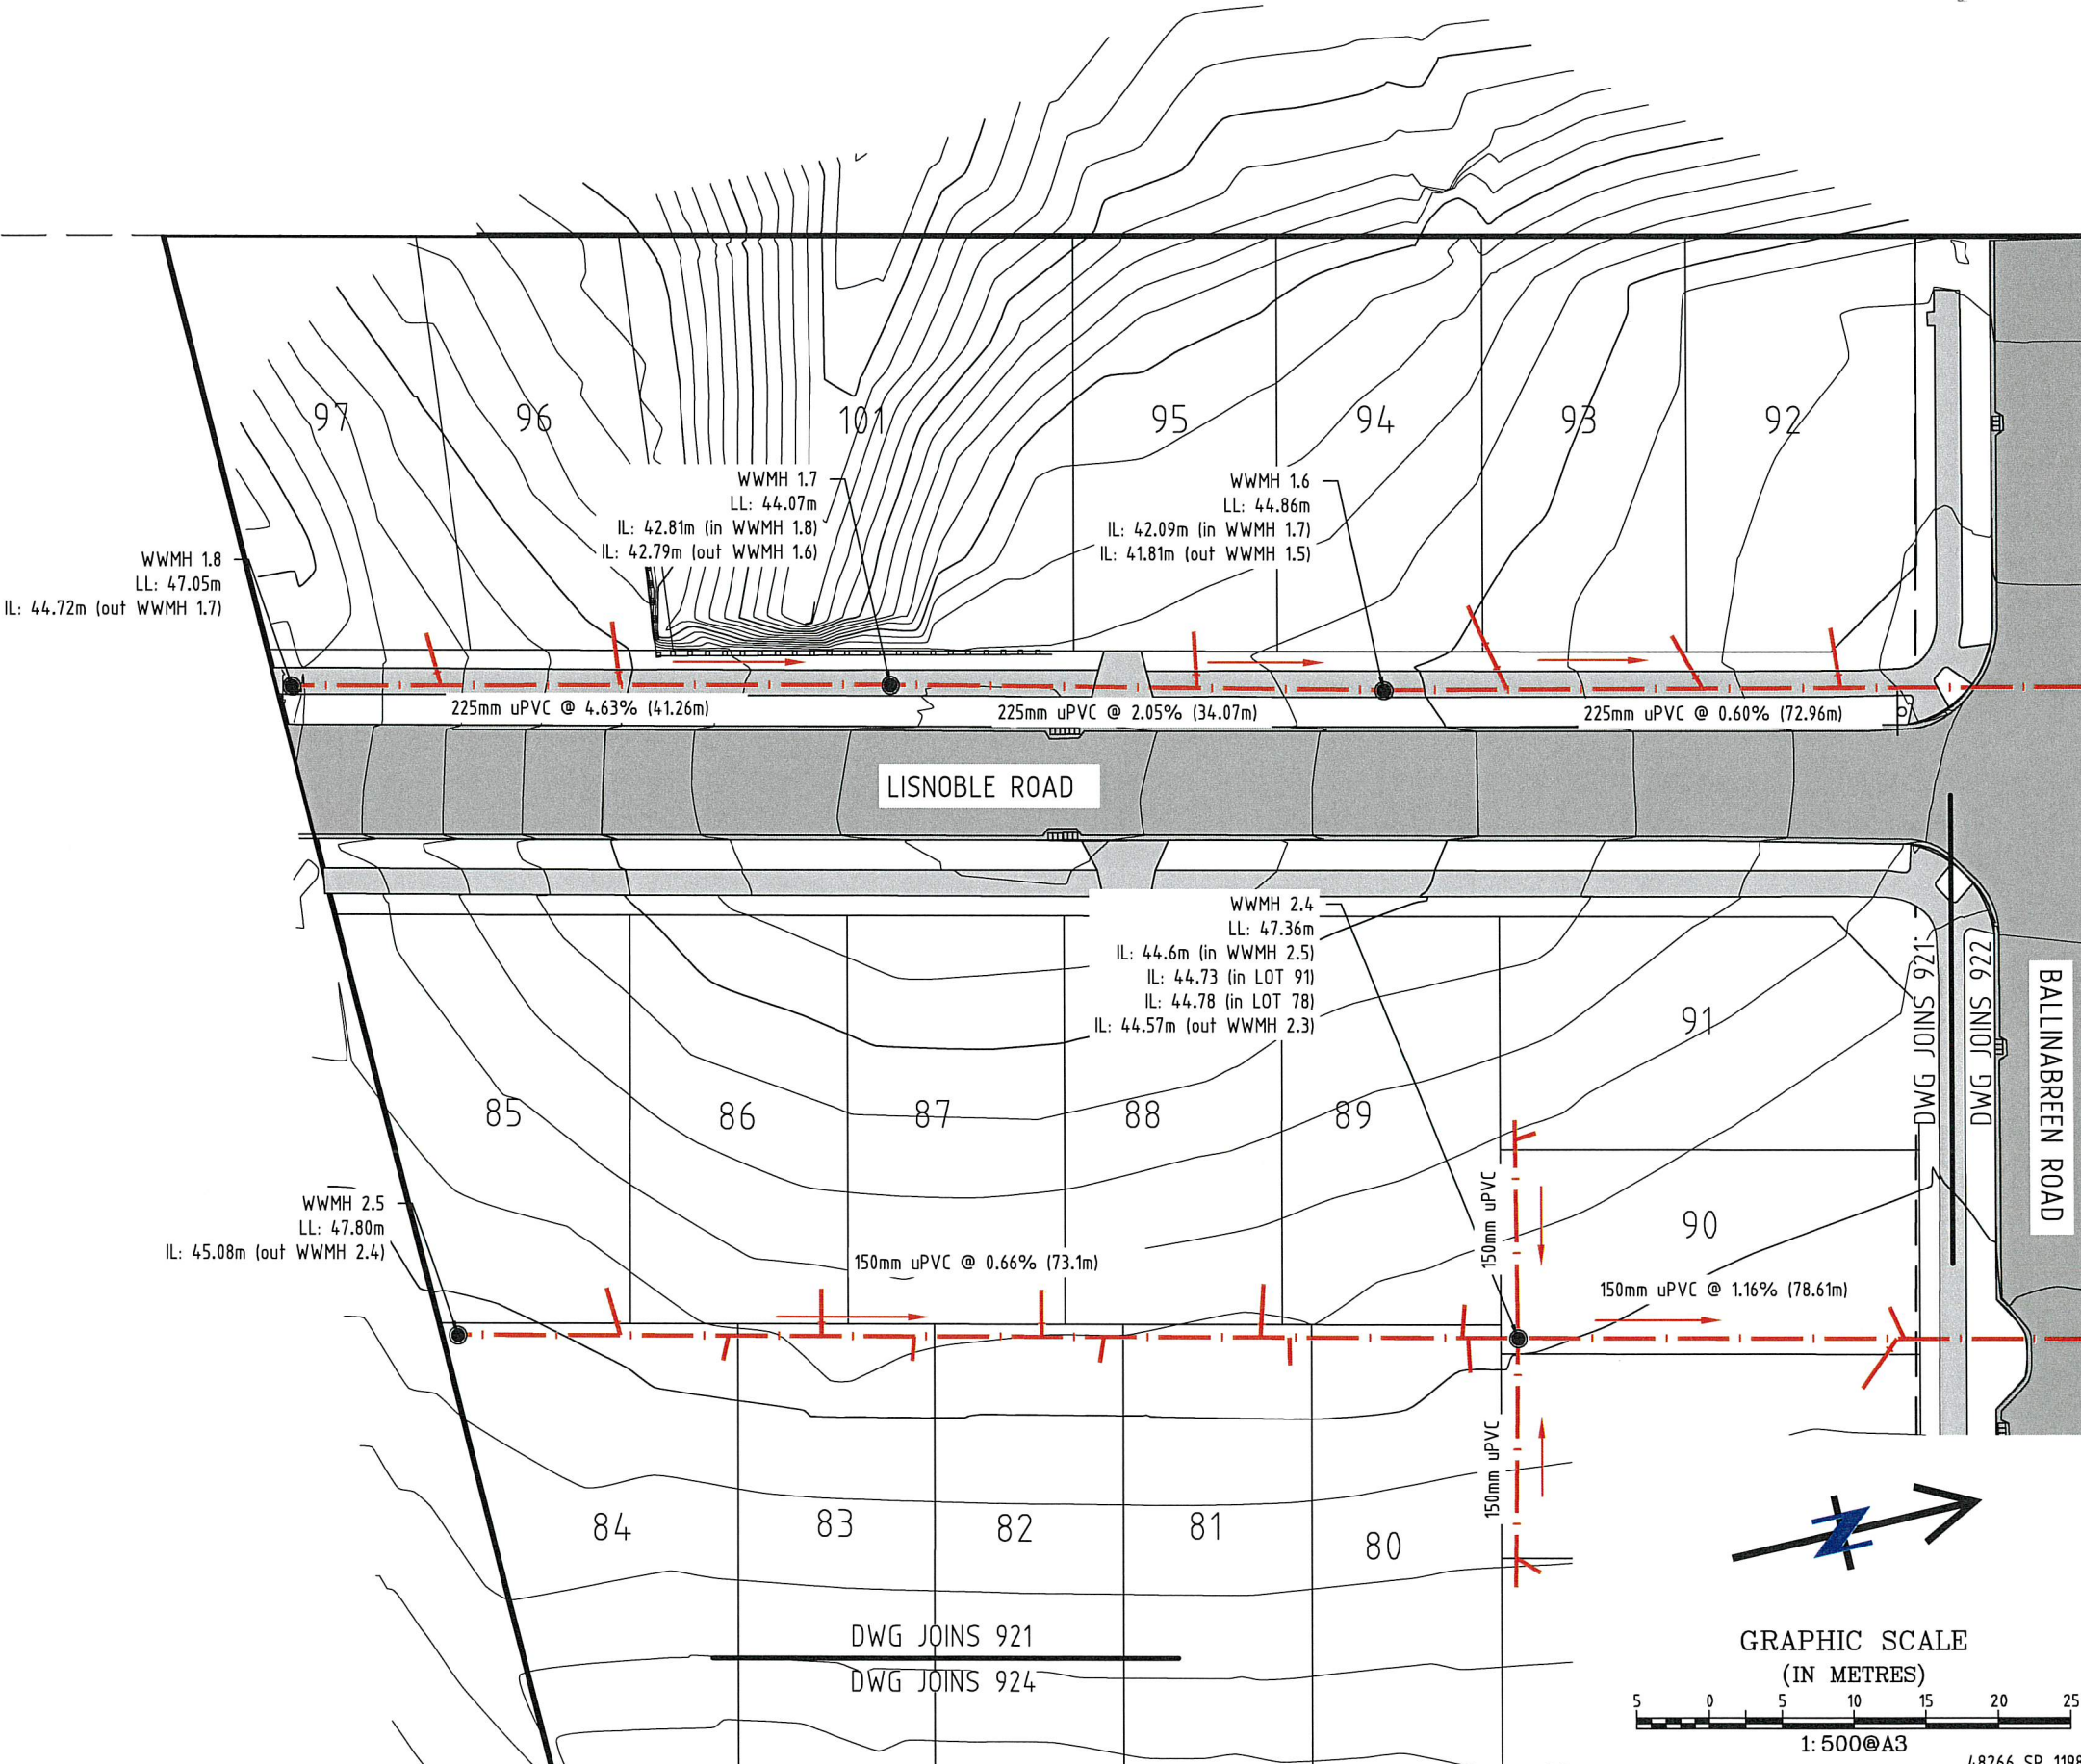 97
96
101
95
94
93
92
WWMH 1.7
LL: 44.07m
IL: 42.81m (in WWMH 1.8)
IL: 42.79m (out WWMH 1.6)
WWMH 1.6
LL: 44.86m
IL: 42.09m (in WWMH 1.7)
IL: 41.81m (out WWMH 1.5)
WWMH 1.8
LL: 47.05m
IL: 44.72m (out WWMH 1.7)
225mm uPVC @ 4.63% (41.26m)
225mm uPVC @ 2.05% (34.07m)
225mm uPVC @ 0.60% (72.96m)
LISNOBLE ROAD
WWMH 2.4
LL: 47.36m
IL: 44.6m (in WWMH 2.5)
IL: 44.73 (in LOT 91)
IL: 44.78 (in LOT 78)
IL: 44.57m (out WWMH 2.3)
DWG JOINS 921
DWG JOINS 922
BALLINABREEN ROAD
91
85
86
87
88
89
90
WWMH 2.5
LL: 47.80m
IL: 45.08m (out WWMH 2.4)
150mm uPVC @ 0.66% (73.1m)
150mm uPVC
150mm uPVC @ 1.16% (78.61m)
150mm uPVC
84
83
82
81
80
DWG JOINS 921
DWG JOINS 924
N
GRAPHIC SCALE
(IN METRES)
5 0 5 10 15 20 25
1:500@A3
48266 SP 1198